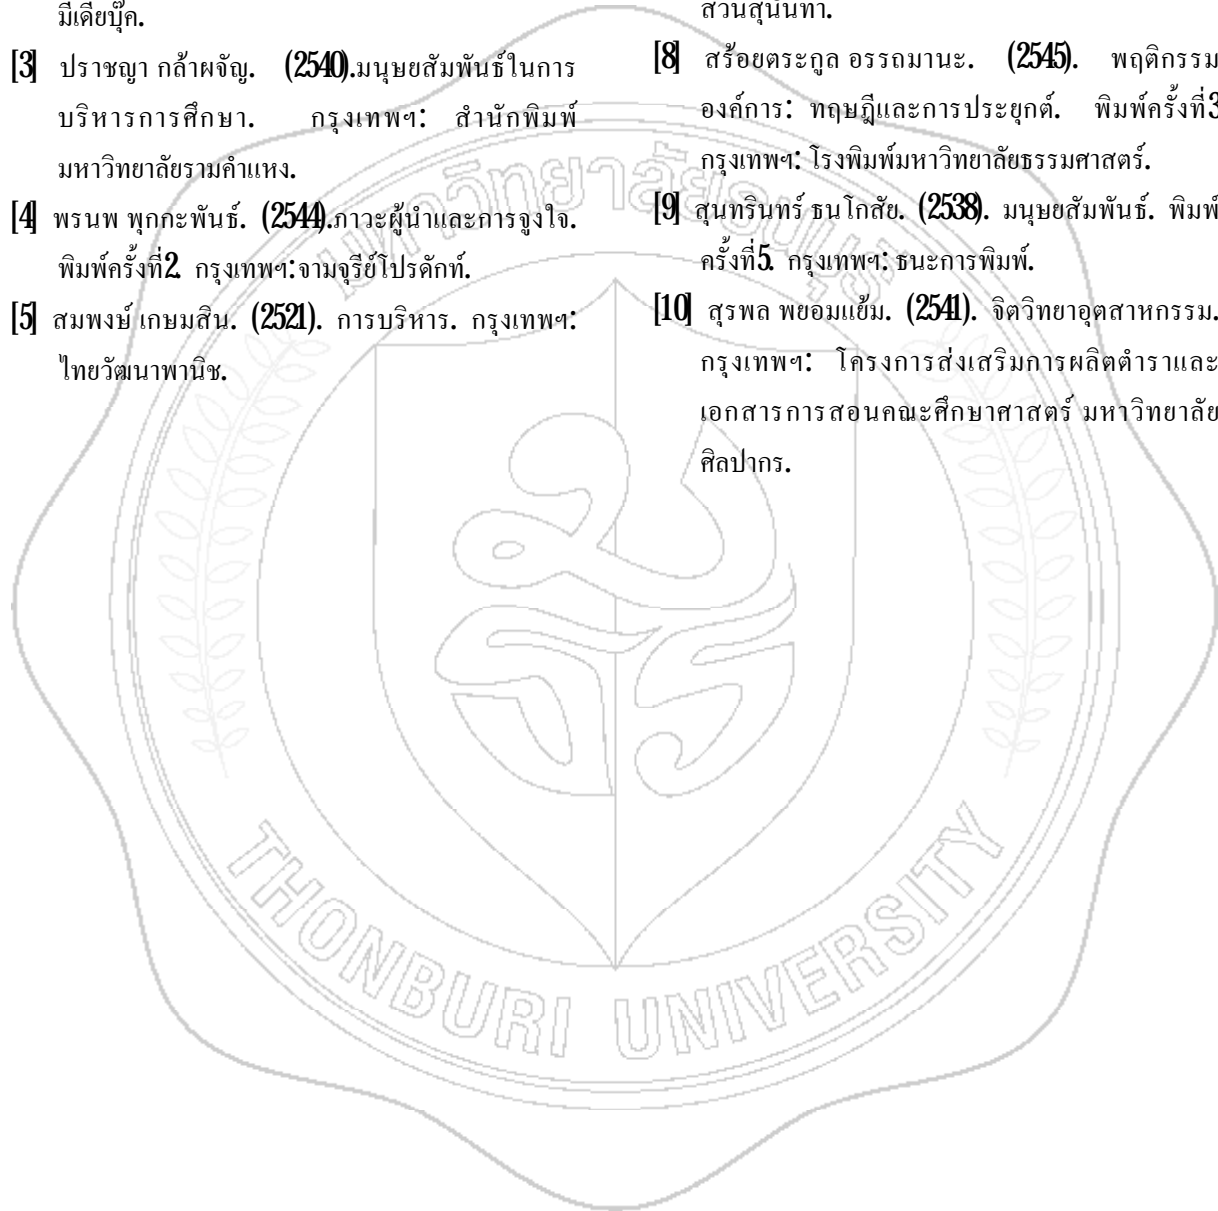 มีเดียบุ๊ค.
[3] ปราชญา กล้าผจัญ. (2540).มนุษยสัมพันธ์ในการ
บริหารการศึกษา. กรุงเทพฯ: สำนักพิมพ์
มหาวิทยาลัยรามคำแหง.
[4] พรนพ พุกกะพันธ์. (2544).ภาวะผู้นำและการจูงใจ.
พิมพ์ครั้งที่2. กรุงเทพฯ:จามจุรีย์โปรดักท์.
[5] สมพงษ์ เกษมสิน. (2521). การบริหาร. กรุงเทพฯ:
ไทยวัฒนาพานิช.
สวนสุนันทา.
[8] สร้อยตระกูล อรรถมานะ. (2545). พฤติกรรม
องค์การ: ทฤษฎีและการประยุกต์. พิมพ์ครั้งที่3
กรุงเทพฯ: โรงพิมพ์มหาวิทยาลัยธรรมศาสตร์.
[9] สุนทรินทร์ ธนโกสัย. (2538). มนุษยสัมพันธ์. พิมพ์
ครั้งที่5. กรุงเทพฯ: ธนะการพิมพ์.
[10] สุรพล พยอมแย้ม. (2541). จิตวิทยาอุตสาหกรรม.
กรุงเทพฯ: โครงการส่งเสริมการผลิตตำราและ
เอกสารการสอนคณะศึกษาศาสตร์ มหาวิทยาลัย
ศิลปากร.
มหาวิทยาลัยธนบุรี
มธร
THONBURI UNIVERSITY